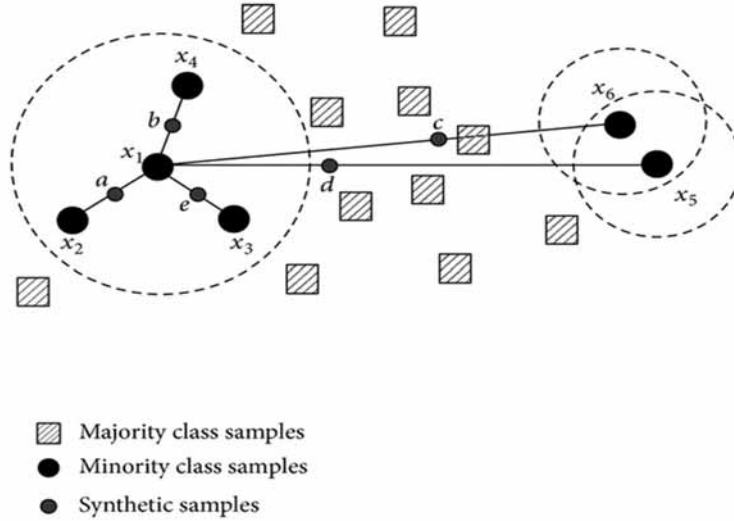 x4
x6
b
c
x1
a
d
e
x5
x2
x3
Majority class samples
Minority class samples
Synthetic samples